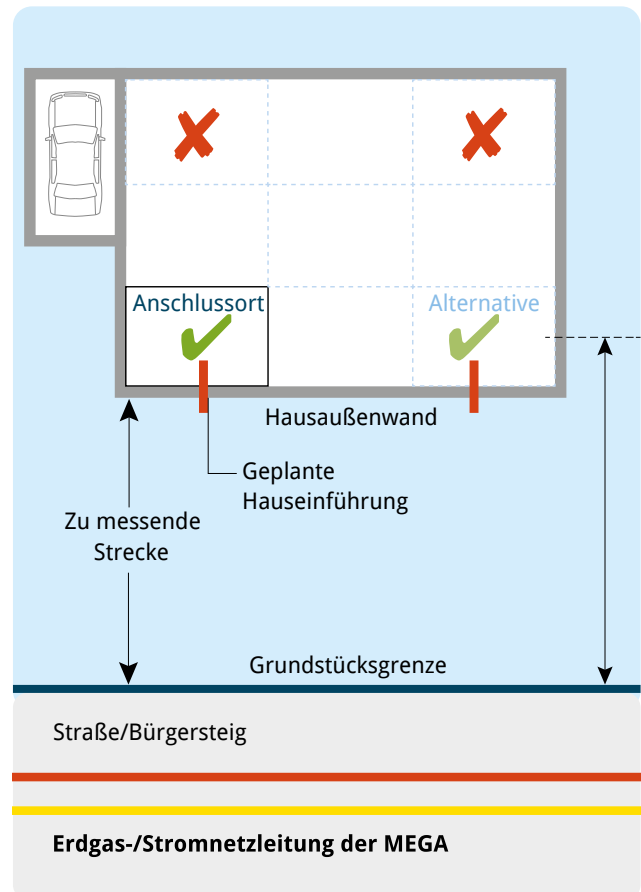 Anschlussort
Alternative
Hausaußenwand
Geplante
Hauseinführung
Zu messende
Strecke
Grundstücksgrenze
Straße/Bürgersteig
Erdgas-/Stromnetzleitung der MEGA